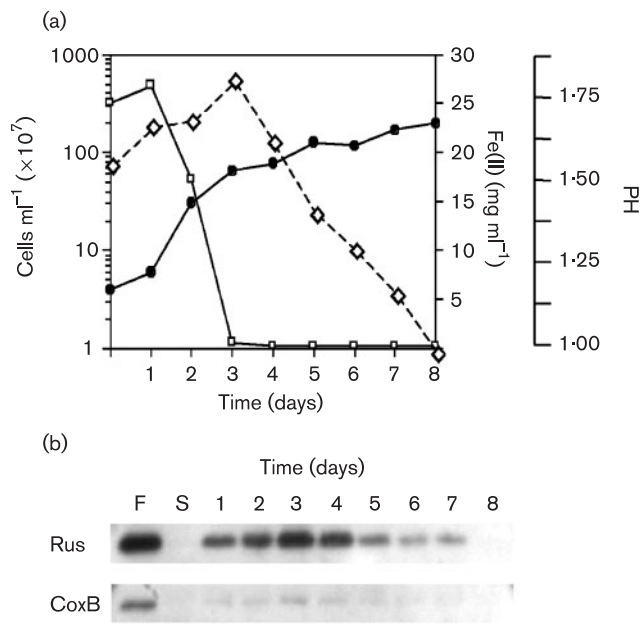 (a)
1000
100
10
1
Cells ml⁻¹ (×10⁷)
30
25
20
15
10
5
Fe(II) (mg ml⁻¹)
1·75
1·50
1·25
1·00
PH
1 2 3 4 5 6 7 8
Time (days)
(b)
Time (days)
F S 1 2 3 4 5 6 7 8
Rus
CoxB